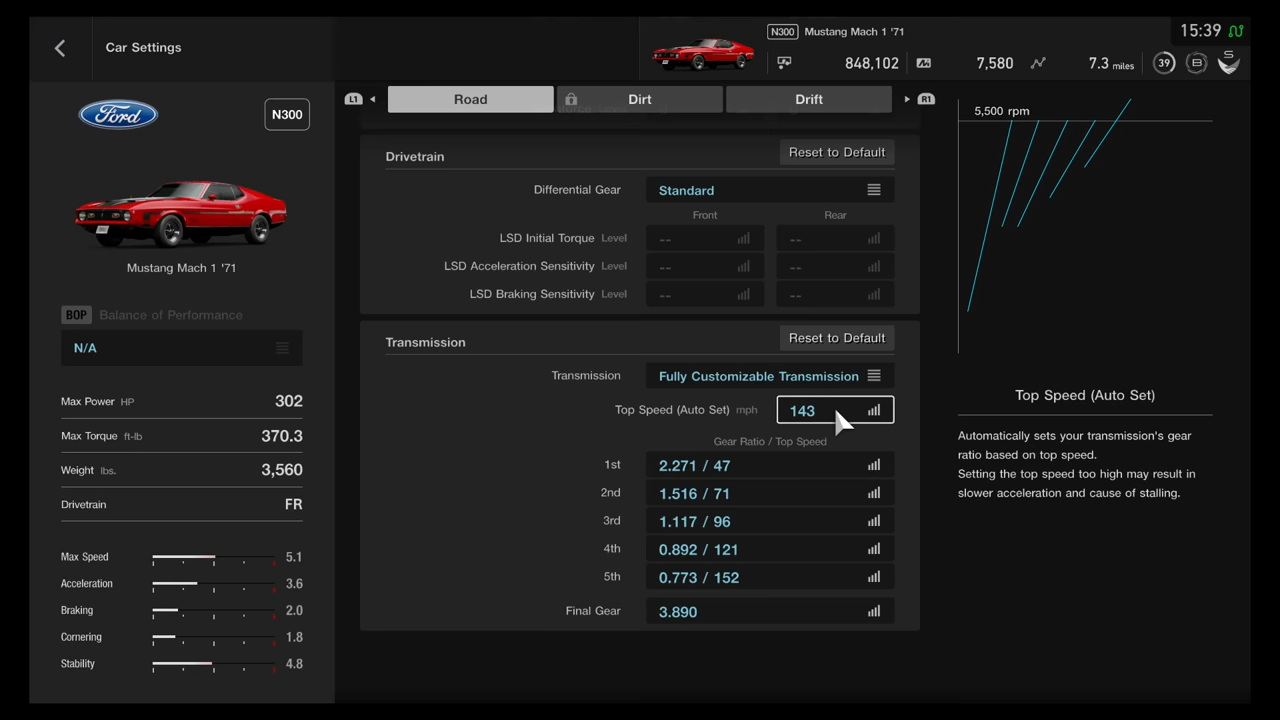 Car Settings
N300 Mustang Mach 1 '71
15:39
848,102
7,580
7.3 miles
39
B
S
Ford
N300
L1
Road
Dirt
Drift
R1
5,500 rpm
Drivetrain
Reset to Default
Differential Gear Standard
Front Rear
LSD Initial Torque Level -- --
LSD Acceleration Sensitivity Level -- --
LSD Braking Sensitivity Level -- --
Mustang Mach 1 '71
BOP Balance of Performance
N/A
Max Power HP 302
Max Torque ft-lb 370.3
Weight lbs. 3,560
Drivetrain FR
Max Speed 5.1
Acceleration 3.6
Braking 2.0
Cornering 1.8
Stability 4.8
Transmission
Reset to Default
Transmission Fully Customizable Transmission
Top Speed (Auto Set) mph 143
Gear Ratio / Top Speed
1st 2.271 / 47
2nd 1.516 / 71
3rd 1.117 / 96
4th 0.892 / 121
5th 0.773 / 152
Final Gear 3.890
Top Speed (Auto Set)
Automatically sets your transmission's gear
ratio based on top speed.
Setting the top speed too high may result in
slower acceleration and cause of stalling.